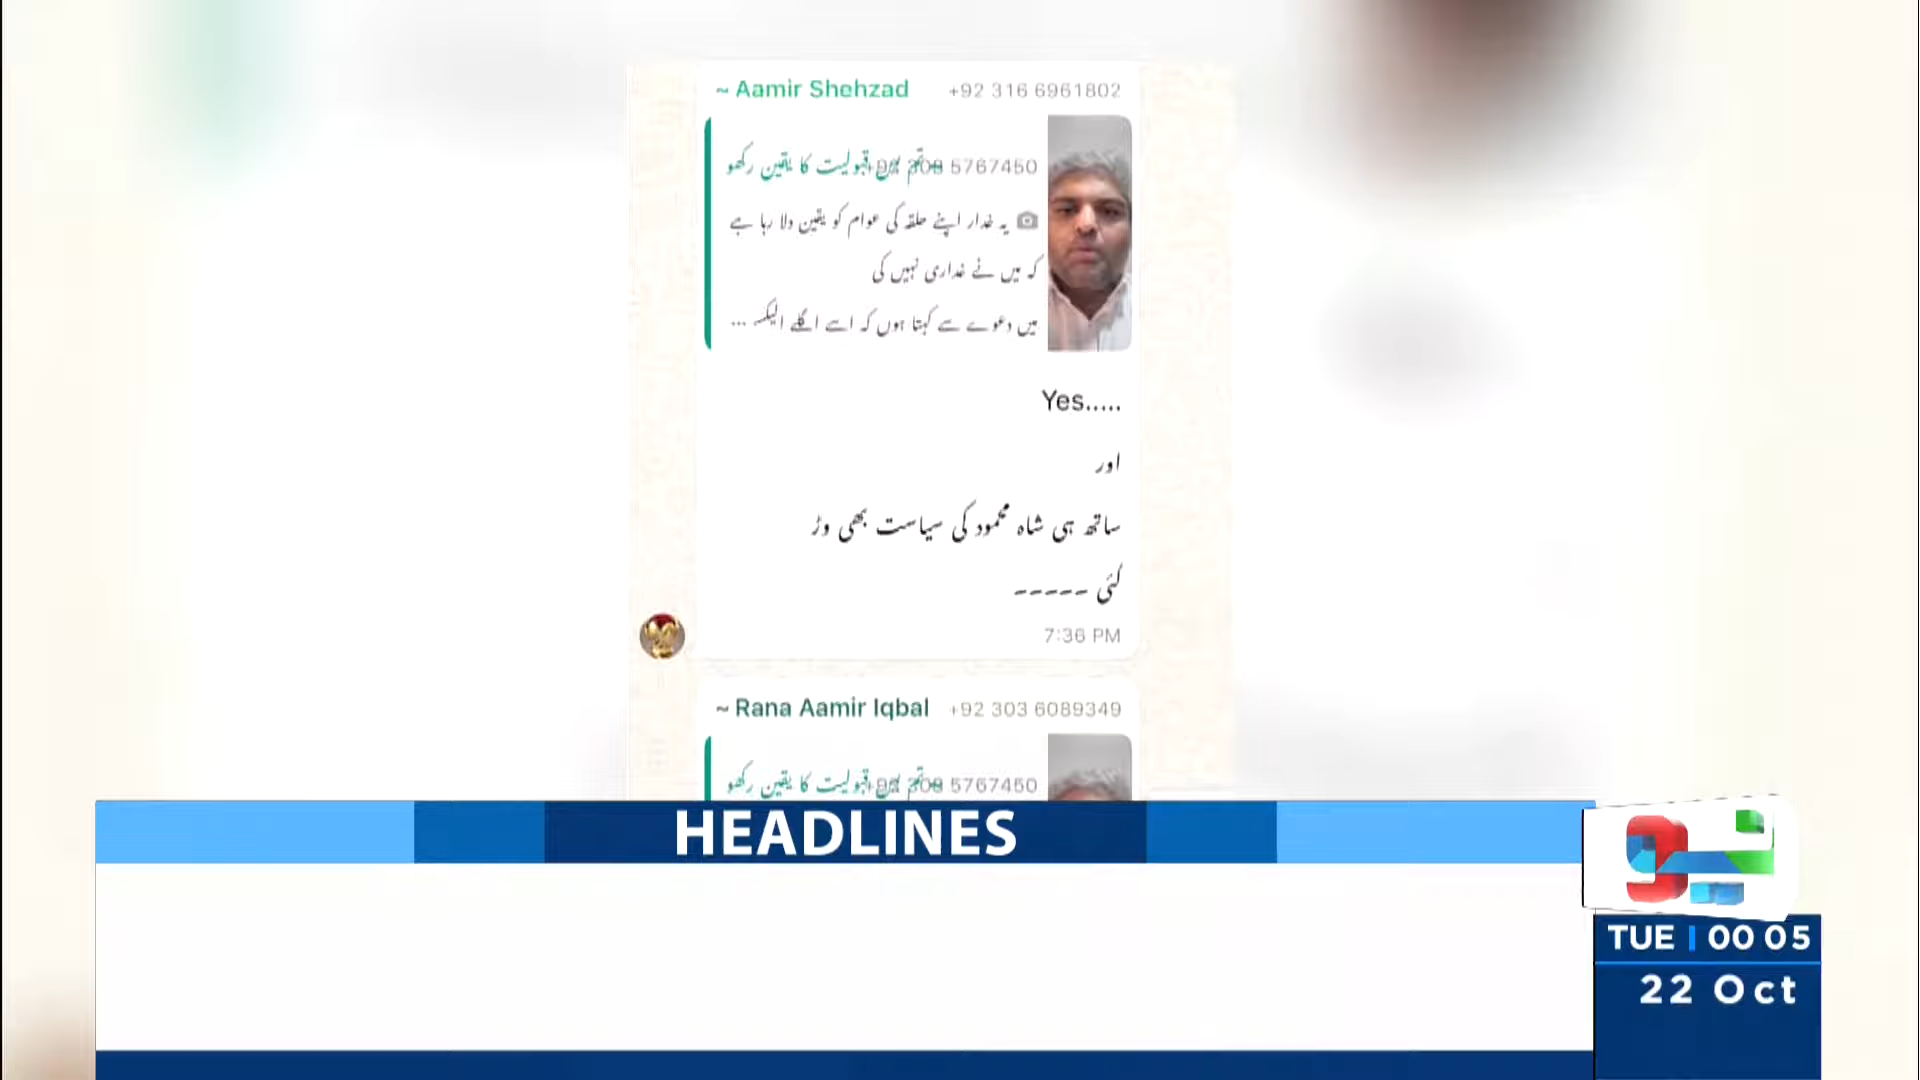 ~ Aamir Shehzad +92 316 6961802
قبولیت کا یقین رکھو 5767450
یہ غدار اپنے حلقہ کی عوام کو یقین دلا رہا ہے
کہ میں نے غداری نہیں کی
میں دعوے سے کہتا ہوں کہ اسے اگلے الیکسـ ...
Yes.....
اور
ساتھ ہی شاہ محمود کی سیاست بھی وڑ
گئی -----
7:36 PM
~ Rana Aamir Iqbal +92 303 6089349
قبولیت کا یقین رکھو 5767450
HEADLINES
TUE | 00 05
22 Oct